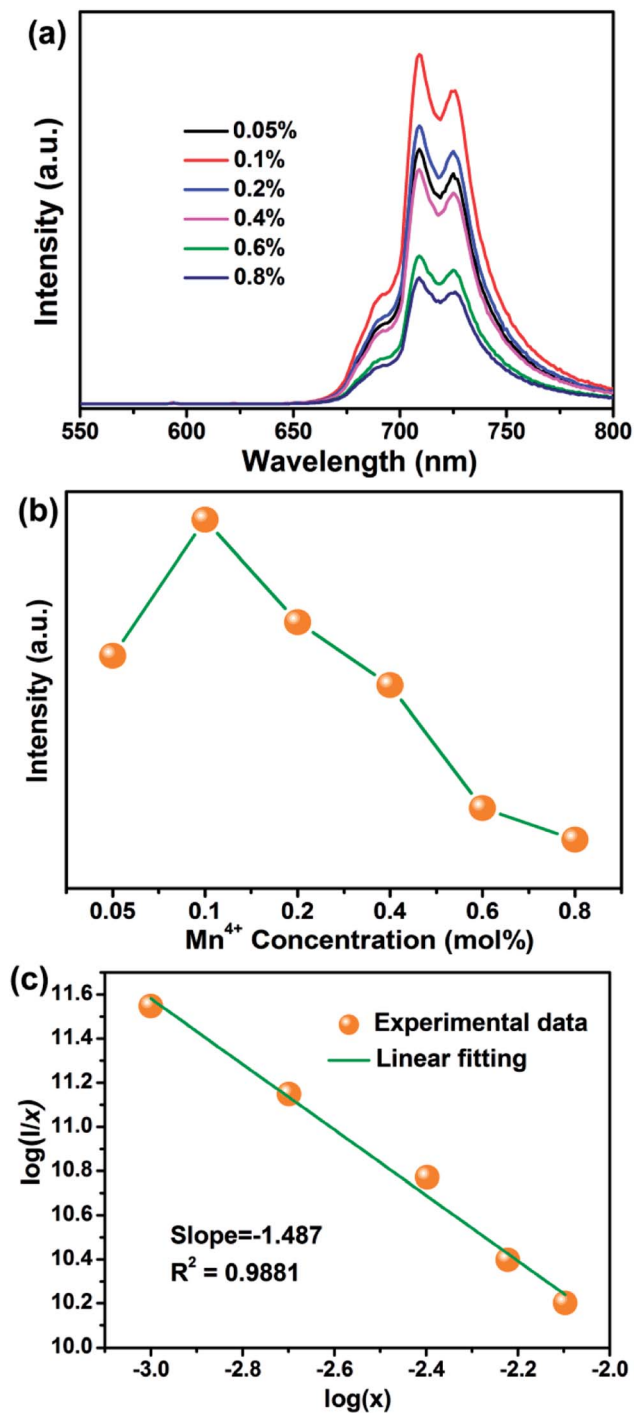 (a)
Intensity (a.u.)
0.05%
0.1%
0.2%
0.4%
0.6%
0.8%
550 600 650 700 750 800
Wavelength (nm)
(b)
Intensity (a.u.)
0.05 0.1 0.2 0.4 0.6 0.8
Mn⁴⁺ Concentration (mol%)
(c)
log(I/x)
11.6
11.4
11.2
11.0
10.8
10.6
10.4
10.2
10.0
Experimental data
Linear fitting
Slope=-1.487
R² = 0.9881
-3.0 -2.8 -2.6 -2.4 -2.2 -2.0
log(x)